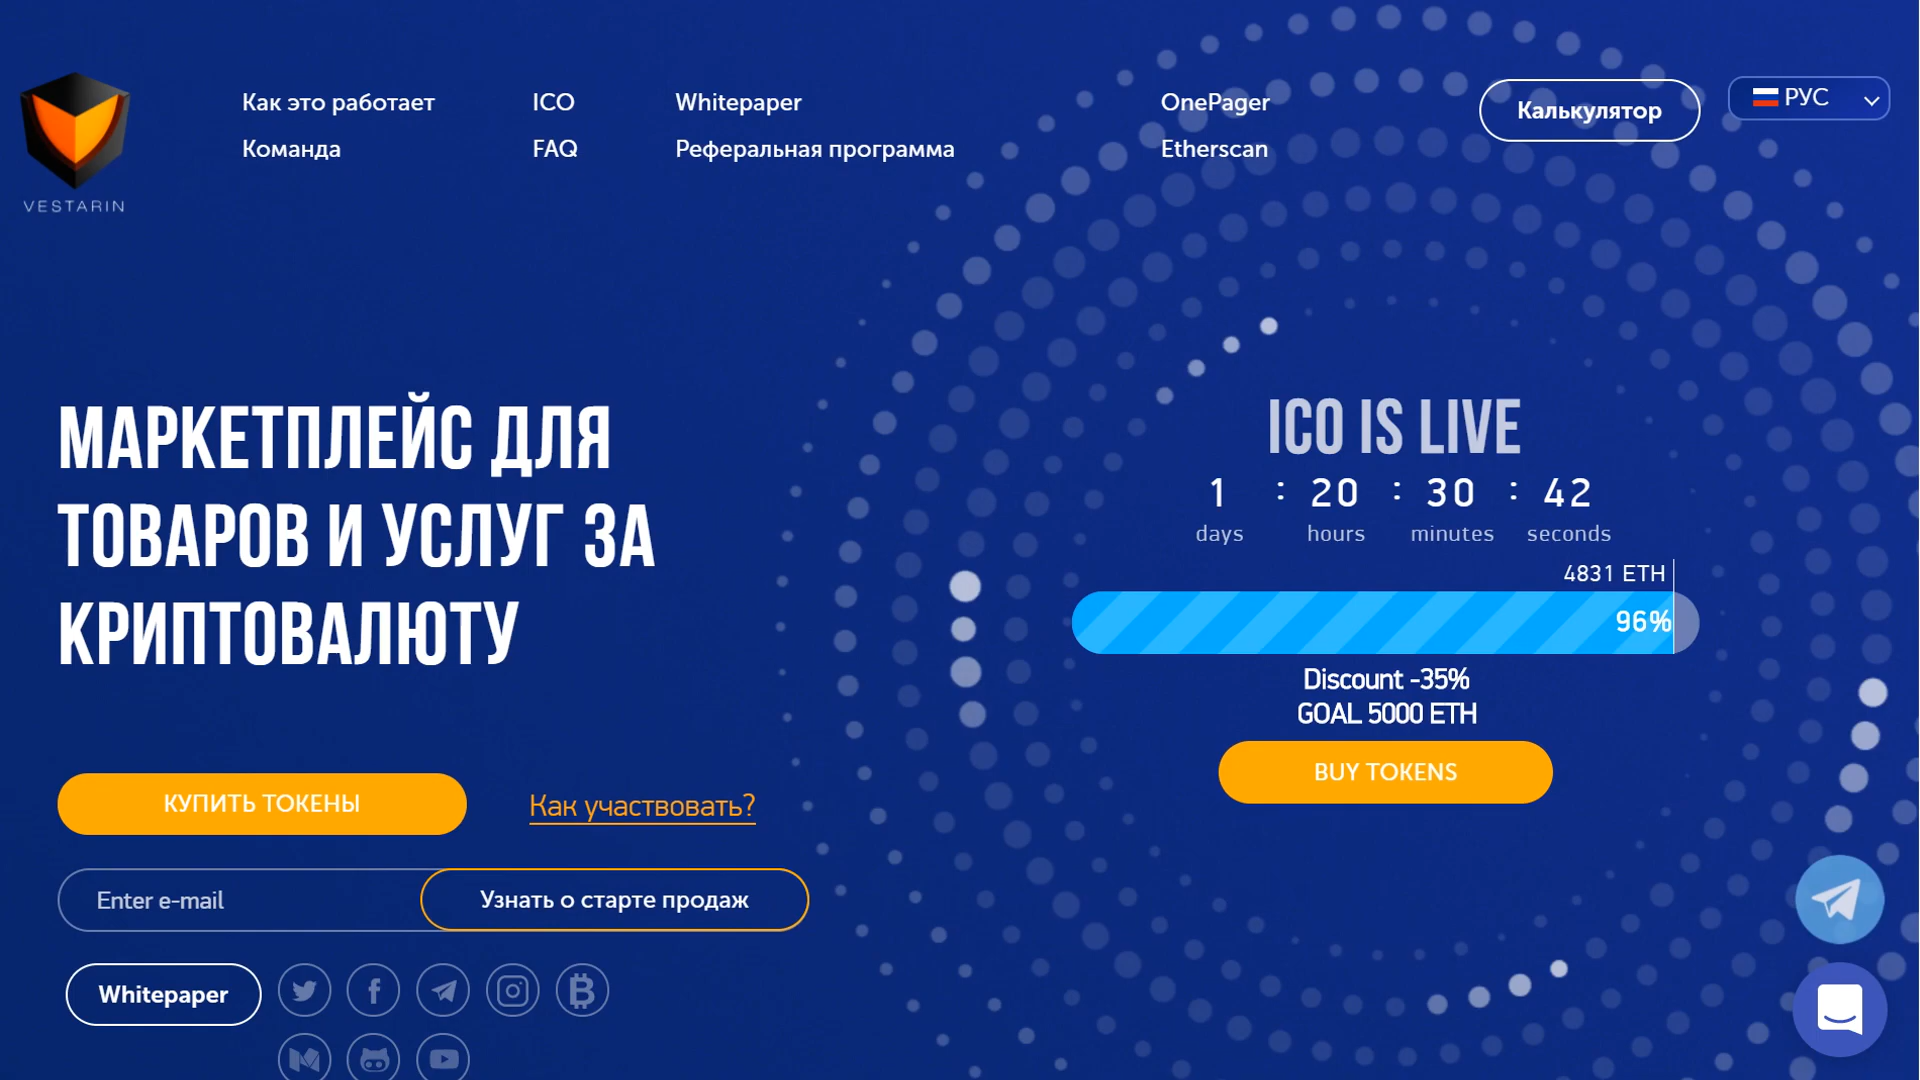 Как это работает
ICO
Whitepaper
OnePager
Калькулятор
РУС
Команда
FAQ
Реферальная программа
Etherscan
VESTARIN
МАРКЕТПЛЕЙС ДЛЯ
ТОВАРОВ И УСЛУГ ЗА
КРИПТОВАЛЮТУ
КУПИТЬ ТОКЕНЫ
Как участвовать?
Enter e-mail
Узнать о старте продаж
Whitepaper
ICO IS LIVE
1 : 20 : 30 : 42
days hours minutes seconds
4831 ETH
96%
Discount -35%
GOAL 5000 ETH
BUY TOKENS